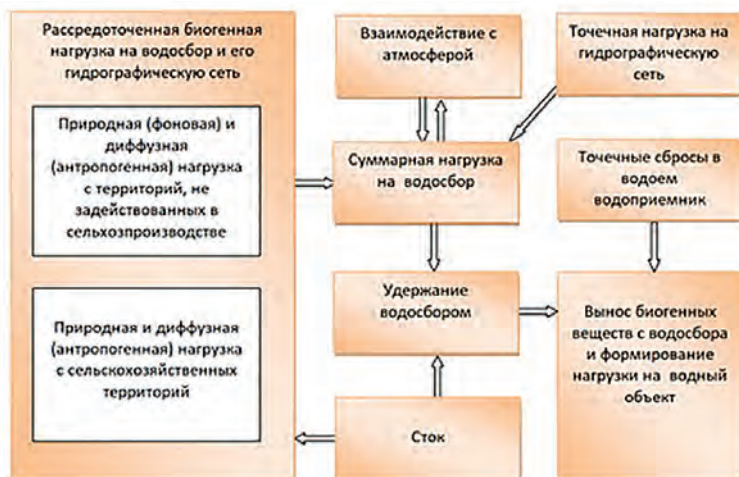 Рассредоточенная биогенная
нагрузка на водосбор и его
гидрографическую сеть
Природная (фоновая) и
диффузная
(антропогенная) нагрузка
с территорий, не
задействованных в
сельхозпроизводстве
Природная и диффузная
(антропогенная) нагрузка
с сельскохозяйственных
территорий
Взаимодействие с
атмосферой
Точечная нагрузка на
гидрографическую
сеть
Суммарная нагрузка
на водосбор
Точечные сбросы в
водоем
водоприемник
Удержание
водосбором
Вынос биогенных
веществ с водосбора
и формирование
нагрузки на водный
объект
Сток